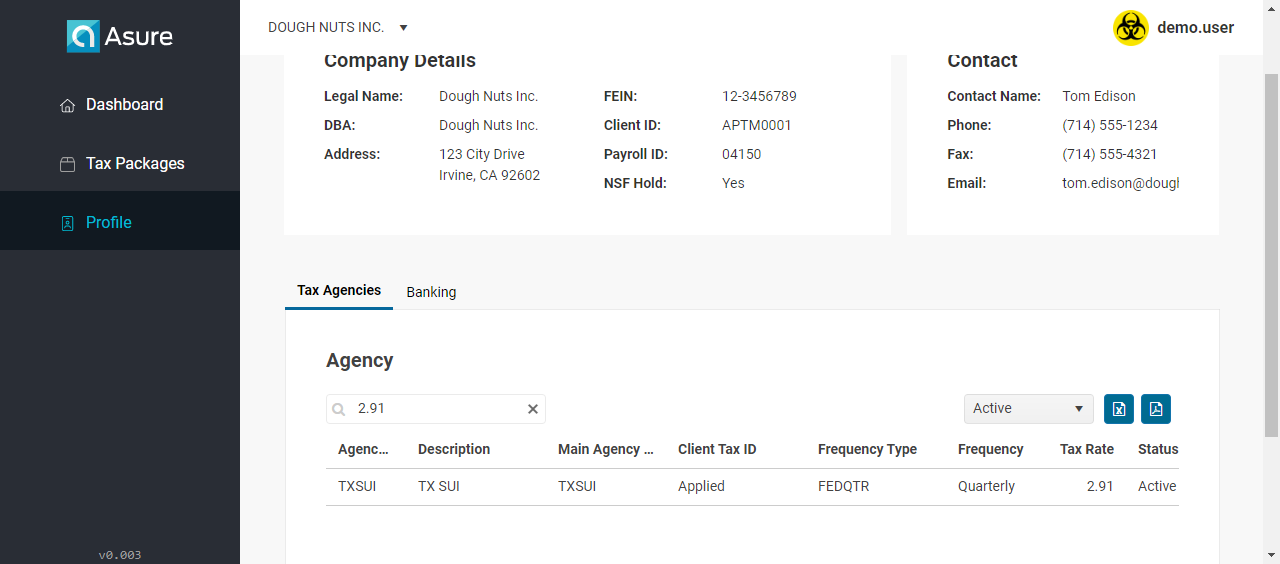 Asure
DOUGH NUTS INC.
demo.user
Dashboard
Tax Packages
Profile
v0.003
Company Details
Legal Name: Dough Nuts Inc.
DBA: Dough Nuts Inc.
Address: 123 City Drive
Irvine, CA 92602
FEIN: 12-3456789
Client ID: APTM0001
Payroll ID: 04150
NSF Hold: Yes
Contact
Contact Name: Tom Edison
Phone: (714) 555-1234
Fax: (714) 555-4321
Email: tom.edison@dough
Tax Agencies Banking
Agency
2.91
Active
Agenc... Description Main Agency ... Client Tax ID Frequency Type Frequency Tax Rate Status
TXSUI TX SUI TXSUI Applied FEDQTR Quarterly 2.91 Active